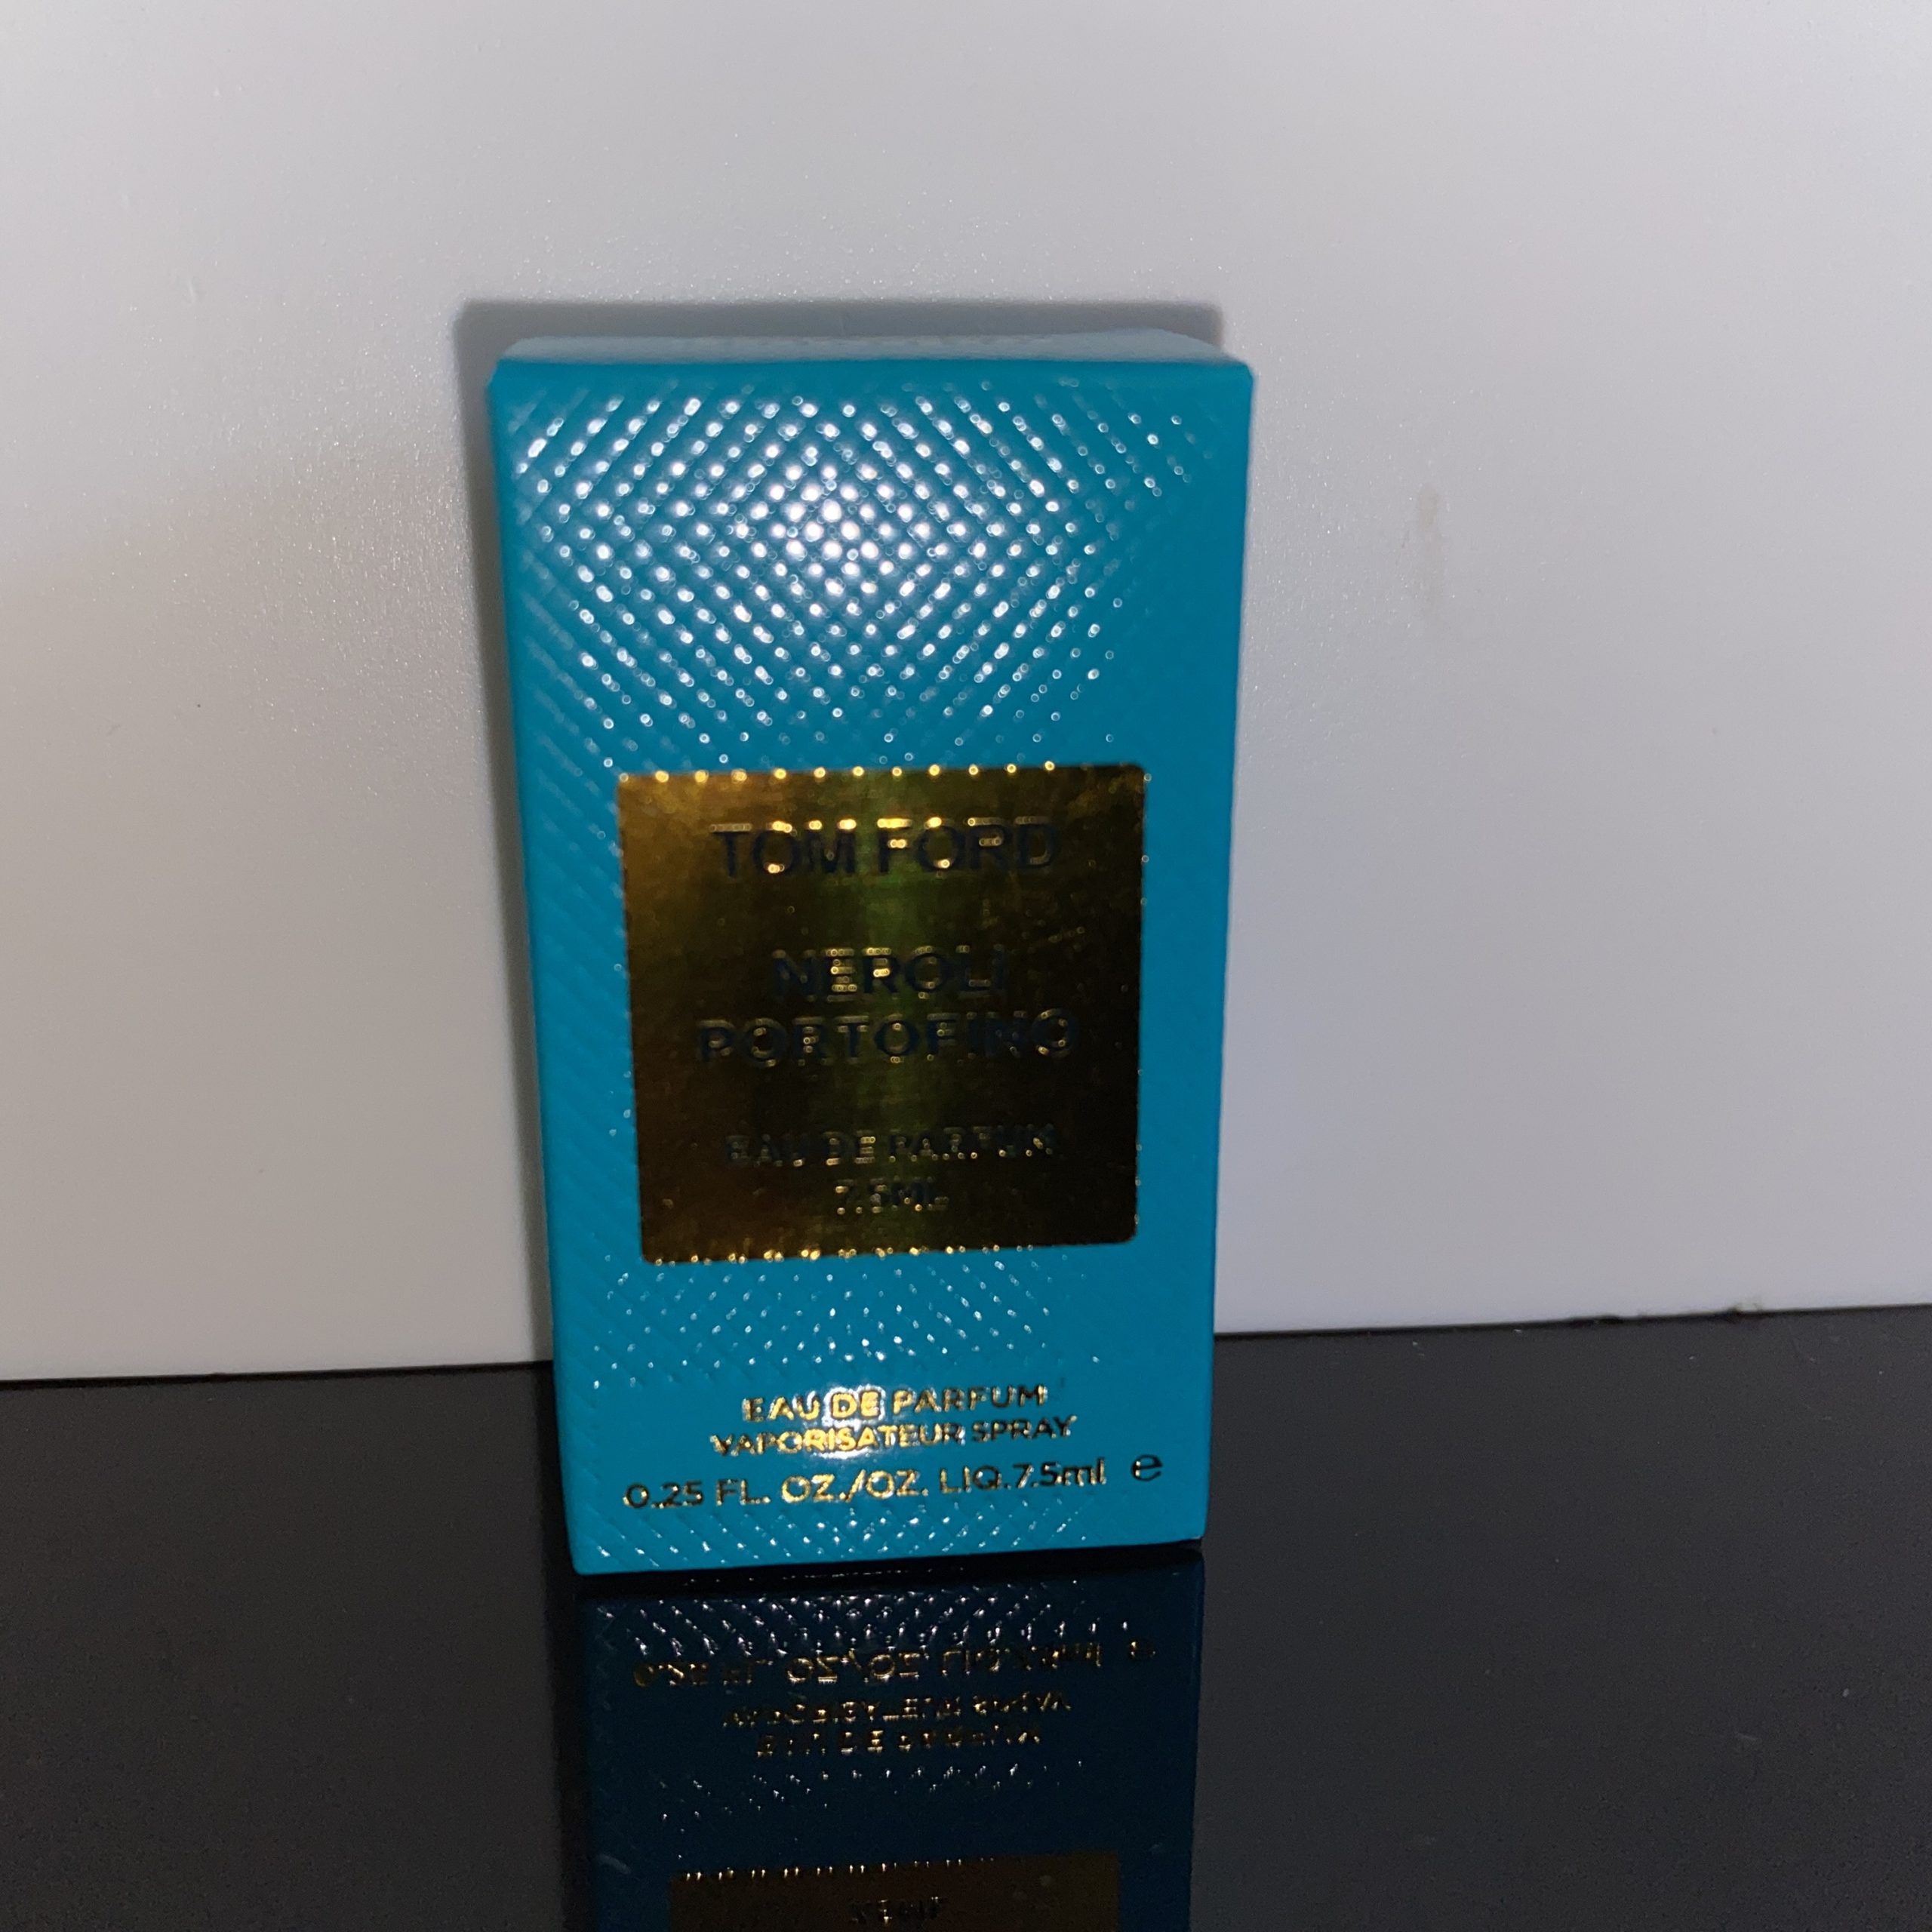 TOM FORD
NEROLI
PORTOFINO
EAU DE PARFUM
7.5ML
EAU DE PARFUM
VAPORISATEUR SPRAY
0.25 FL. OZ./OZ. LIQ.7.5ml e